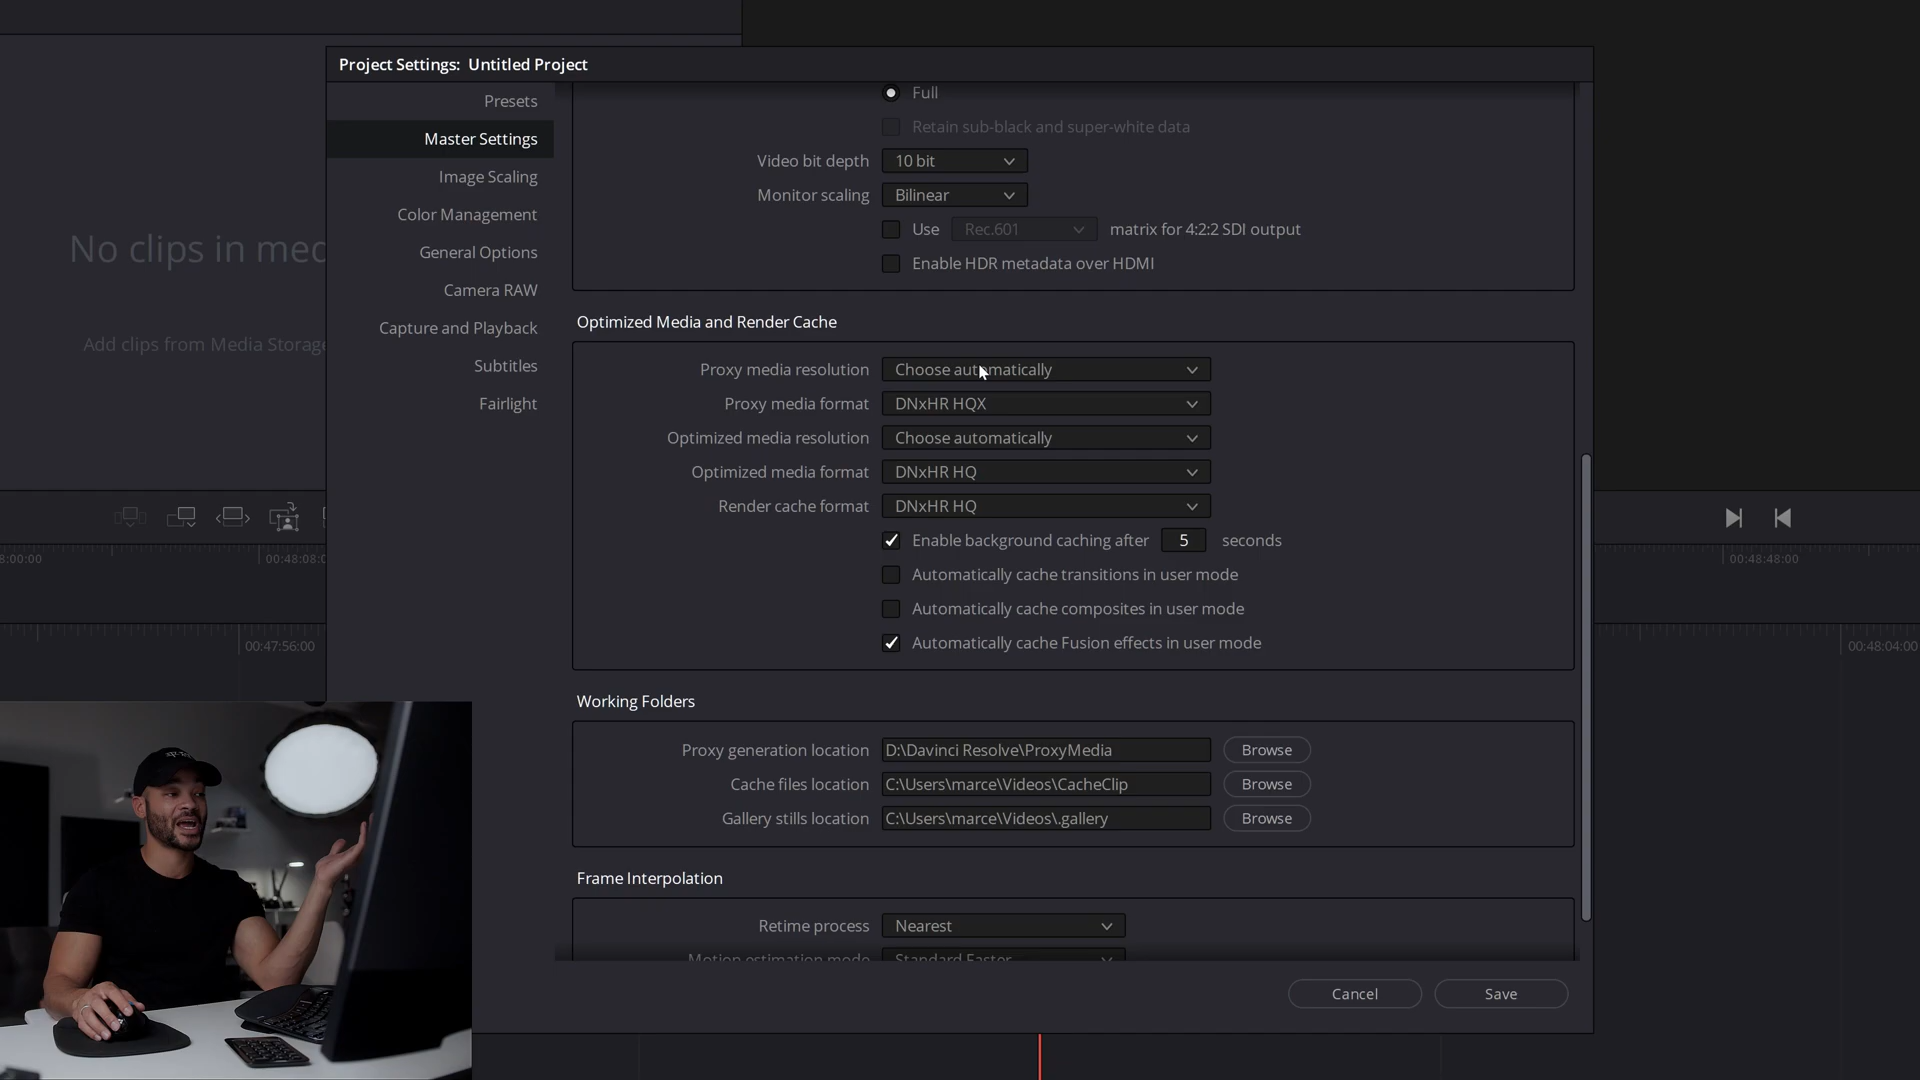 Project Settings: Untitled Project
Presets
Master Settings
Image Scaling
Color Management
General Options
Camera RAW
Capture and Playback
Subtitles
Fairlight
No clips in med
Add clips from Media Storage
Full
Retain sub-black and super-white data
Video bit depth 10 bit
Monitor scaling Bilinear
Use Rec.601 matrix for 4:2:2 SDI output
Enable HDR metadata over HDMI
Optimized Media and Render Cache
Proxy media resolution Choose automatically
Proxy media format DNxHR HQX
Optimized media resolution Choose automatically
Optimized media format DNxHR HQ
Render cache format DNxHR HQ
Enable background caching after 5 seconds
Automatically cache transitions in user mode
Automatically cache composites in user mode
Automatically cache Fusion effects in user mode
Working Folders
Proxy generation location D:\Davinci Resolve\ProxyMedia Browse
Cache files location C:\Users\marce\Videos\CacheClip Browse
Gallery stills location C:\Users\marce\Videos\.gallery Browse
Frame Interpolation
Retime process Nearest
Motion estimation mode Standard Faster
Cancel Save
8:00:00 00:48:08:0 00:48:48:00
00:47:56:00 00:48:04:00